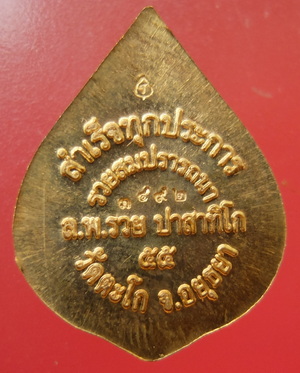 สำเร็จทุกประการ
รวยสมปรารถนา
๑๔๙๒
อ.พ.รวย ปาสาทิโก
๕๕
วัดตะโก จ.อยุธยา